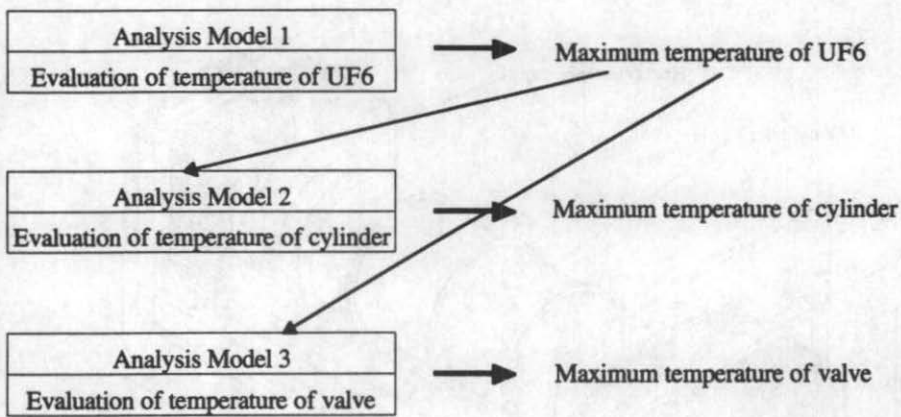 Analysis Model 1
Evaluation of temperature of UF6
Maximum temperature of UF6
Analysis Model 2
Evaluation of temperature of cylinder
Maximum temperature of cylinder
Analysis Model 3
Evaluation of temperature of valve
Maximum temperature of valve